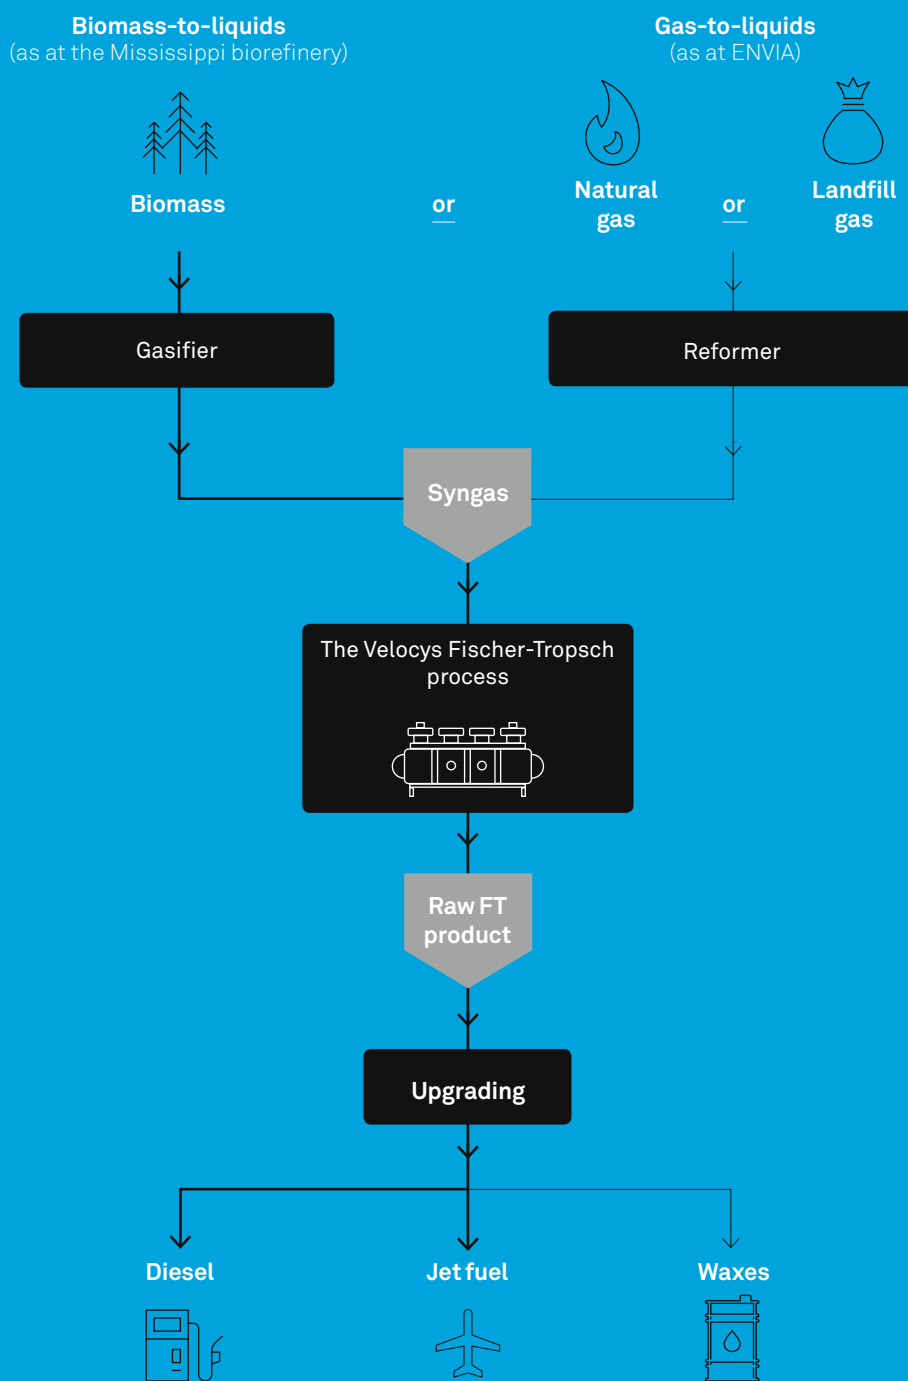 Biomass-to-liquids
(as at the Mississippi biorefinery)
Gas-to-liquids
(as at ENVIA)
Biomass
or
Natural
gas
or
Landfill
gas
Gasifier
Reformer
Syngas
The Velocys Fischer-Tropsch
process
Raw FT
product
Upgrading
Diesel
Jet fuel
Waxes